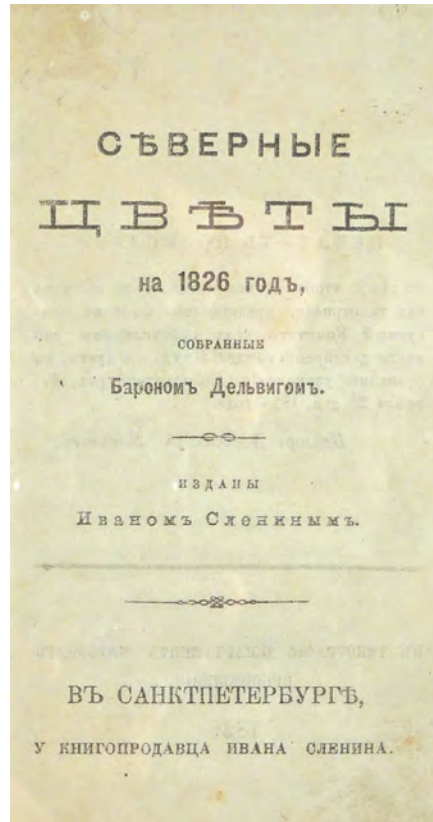 СѢВЕРНЫЕ
ЦВѢТЫ
на 1826 годъ,
СОБРАННЫЕ
Барономъ Дельвигомъ.
ИЗДАНЫ
Иваномъ Сленинымъ.
ВЪ САНКТПЕТЕРБУРГѢ,
У КНИГОПРОДАВЦА ИВАНА СЛЕНИНА.